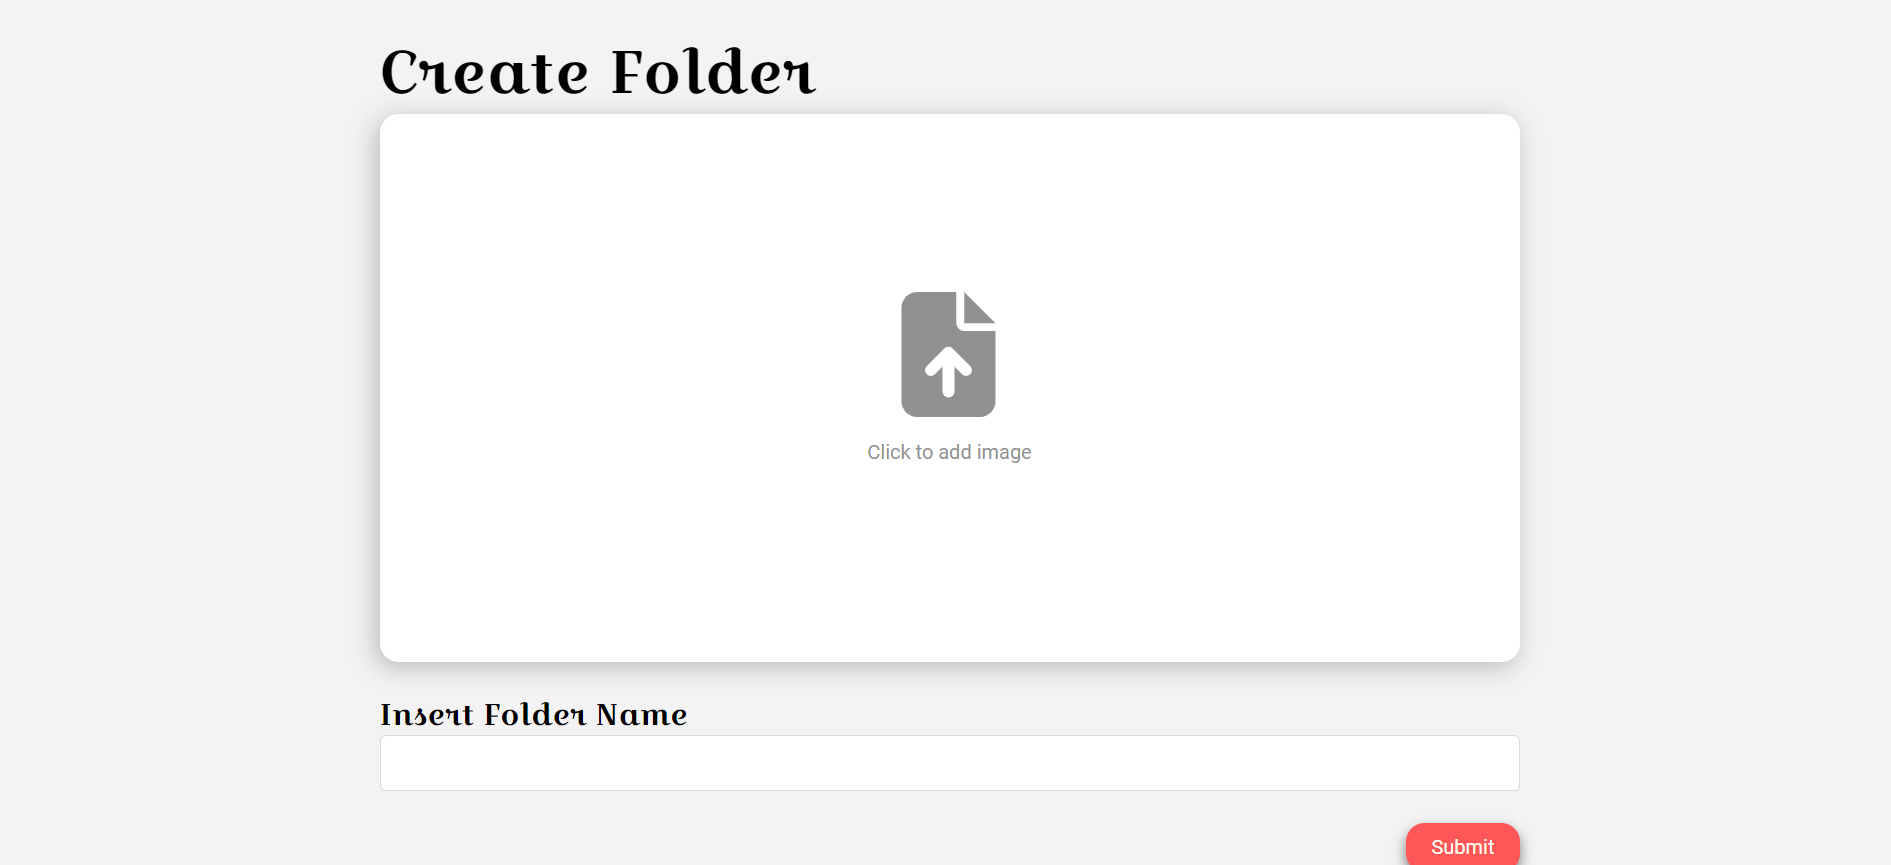 Create Folder
Click to add image
Insert Folder Name
Submit